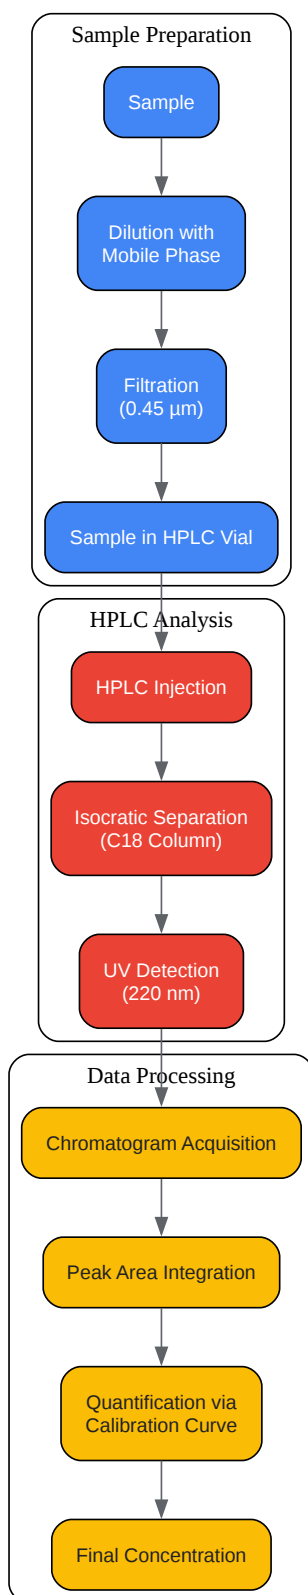 Sample Preparation
Sample
Dilution with
Mobile Phase
Filtration
(0.45 µm)
Sample in HPLC Vial
HPLC Analysis
HPLC Injection
Isocratic Separation
(C18 Column)
UV Detection
(220 nm)
Data Processing
Chromatogram Acquisition
Peak Area Integration
Quantification via
Calibration Curve
Final Concentration